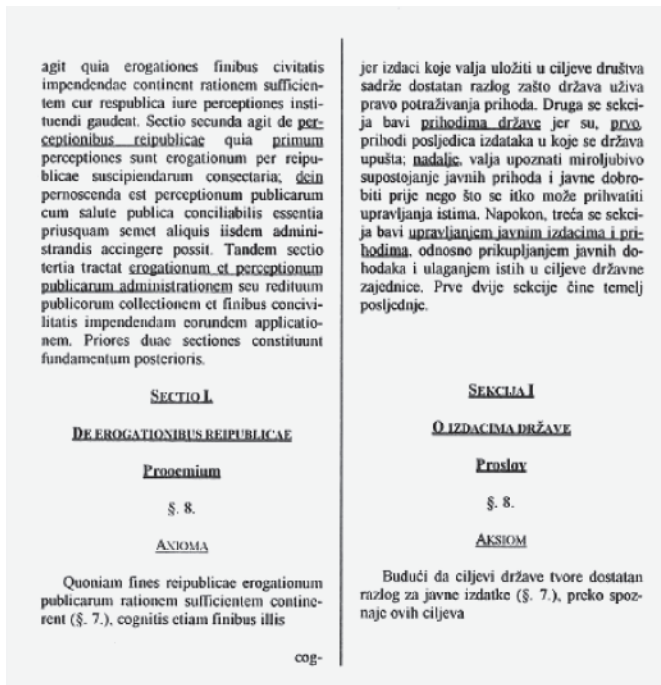 agit quia erogationes finibus civitatis
impendendae continent rationem sufficien-
tem cur respublica iure perceptiones insti-
tuendi gaudeat. Sectio secunda agit de per-
ceptionibus reipublicae quia primum
perceptiones sunt erogationum per reipu-
blicae suscipiendarum consectaria; dein
pernoscenda est perceptionum publicarum
cum salute publica conciliabilis essentia
priusquam semet aliquis iisdem admini-
strandis accingere possit. Tandem sectio
tertia tractat erogationum et perceptionum
publicarum administrationem seu redituum
publicorum collectionem et finibus concivi-
litatis impendendam eorundem applicatio-
nem. Priores duae sectiones constituunt
fundamentum posterioris.
SECTIO I.
DE EROGATIONIBUS REIPUBLICAE
Prooemium
§. 8.
AXIOMA
Quoniam fines reipublicae erogationum
publicarum rationem sufficientem contine-
rent (§. 7.), cognitis etiam finibus illis
cog-
jer izdaci koje valja uložiti u ciljeve društva
sadrže dostatan razlog zašto država uživa
pravo potraživanja prihoda. Druga se sekci-
ja bavi prihodima države jer su, prvo,
prihodi posljedica izdataka u koje se država
upušta; nadalje, valja upoznati miroljubivo
supostojanje javnih prihoda i javne dobro-
biti prije nego što se itko može prihvatiti
upravljanja istima. Napokon, treća se sekci-
ja bavi upravljanjem javnim izdacima i pri-
hodima, odnosno prikupljanjem javnih do-
hodaka i ulaganjem istih u ciljeve državne
zajednice. Prve dvije sekcije čine temelj
posljednje.
SEKCIJA I
O IZDACIMA DRŽAVE
Proslov
§. 8.
AKSIOM
Budući da ciljevi države tvore dostatan
razlog za javne izdatke (§. 7.), preko spoz-
naje ovih ciljeva